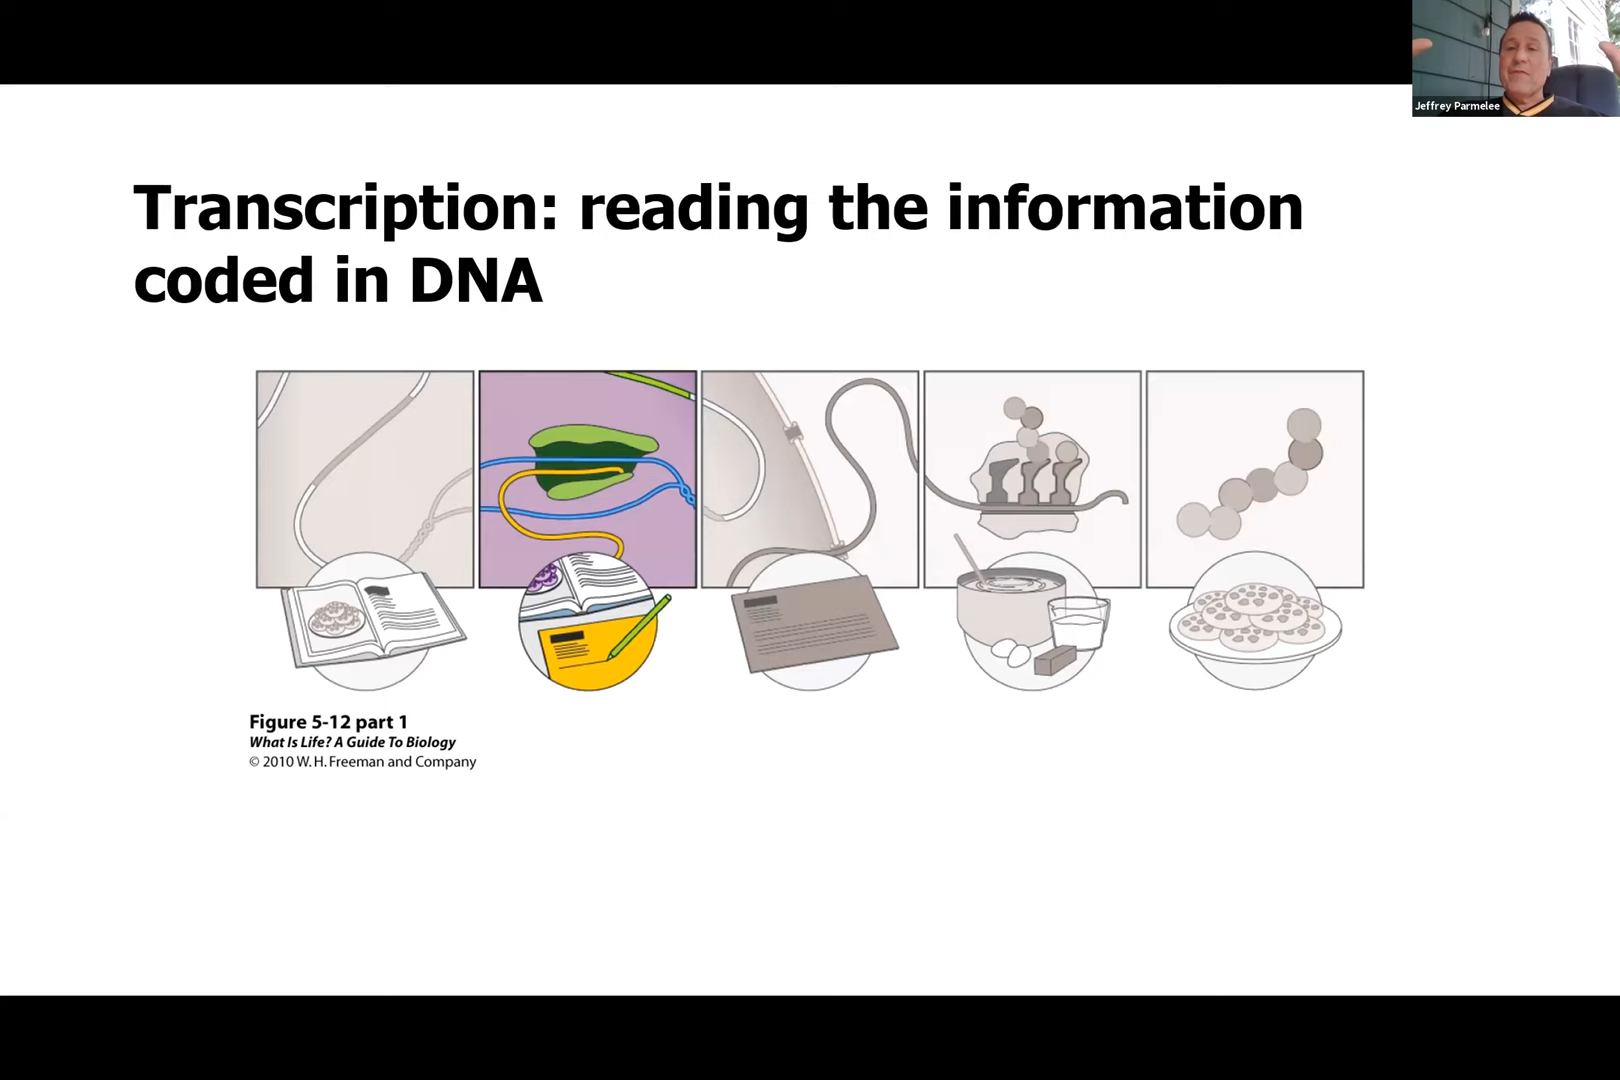 Jeffrey Parmelee
Transcription: reading the information
coded in DNA
Figure 5-12 part 1
What Is Life? A Guide To Biology
© 2010 W. H. Freeman and Company